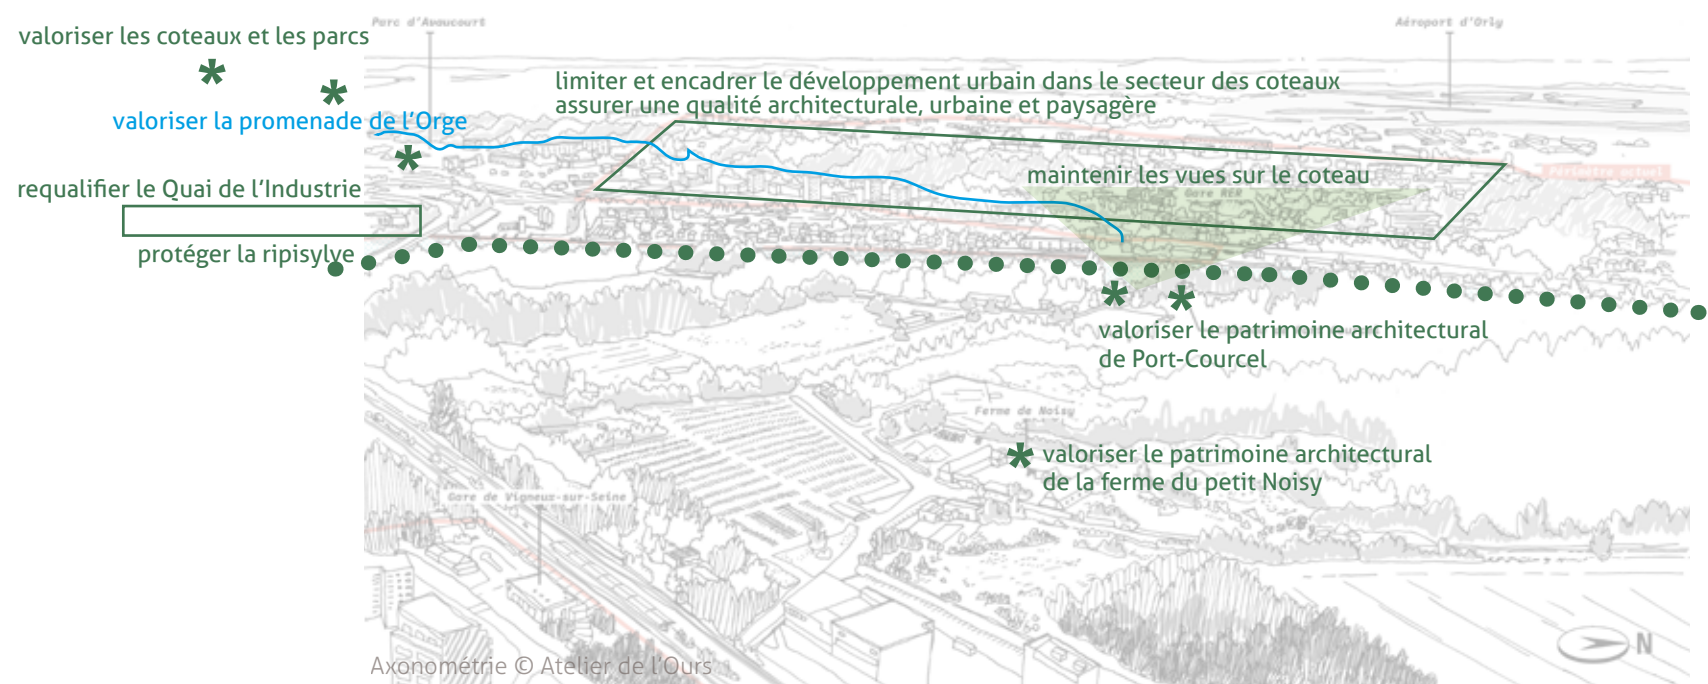 Parc d'Avaucourt
Aéroport d'Orly
valoriser les coteaux et les parcs
limiter et encadrer le développement urbain dans le secteur des coteaux
assurer une qualité architecturale, urbaine et paysagère
valoriser la promenade de l'Orge
maintenir les vues sur le coteau
Périmètre actuel
requalifier le Quai de l'Industrie
Gare RER
protéger la ripisylve
valoriser le patrimoine architectural
de Port-Courcel
Ferme de Noisy
valoriser le patrimoine architectural
de la ferme du petit Noisy
Gare de Vigneux-sur-Seine
N
Axonométrie © Atelier de l'Ours